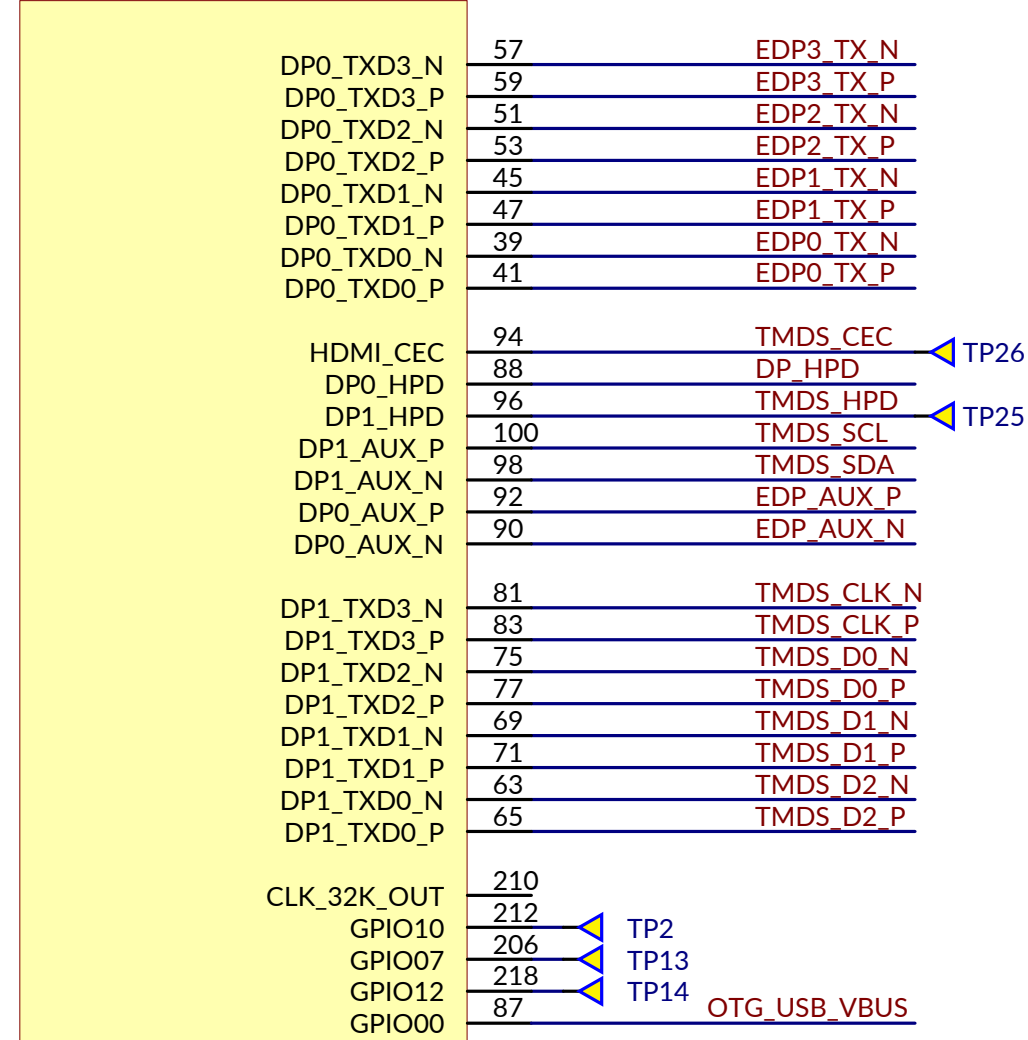 DP0_TXD3_N 57 EDP3_TX_N
DP0_TXD3_P 59 EDP3_TX_P
DP0_TXD2_N 51 EDP2_TX_N
DP0_TXD2_P 53 EDP2_TX_P
DP0_TXD1_N 45 EDP1_TX_N
DP0_TXD1_P 47 EDP1_TX_P
DP0_TXD0_N 39 EDP0_TX_N
DP0_TXD0_P 41 EDP0_TX_P
HDMI_CEC 94 TMDS_CEC TP26
DP0_HPD 88 DP_HPD
DP1_HPD 96 TMDS_HPD TP25
DP1_AUX_P 100 TMDS_SCL
DP1_AUX_N 98 TMDS_SDA
DP0_AUX_P 92 EDP_AUX_P
DP0_AUX_N 90 EDP_AUX_N
DP1_TXD3_N 81 TMDS_CLK_N
DP1_TXD3_P 83 TMDS_CLK_P
DP1_TXD2_N 75 TMDS_D0_N
DP1_TXD2_P 77 TMDS_D0_P
DP1_TXD1_N 69 TMDS_D1_N
DP1_TXD1_P 71 TMDS_D1_P
DP1_TXD0_N 63 TMDS_D2_N
DP1_TXD0_P 65 TMDS_D2_P
CLK_32K_OUT 210
GPIO10 212 TP2
GPIO07 206 TP13
GPIO12 218 TP14
GPIO00 87 OTG_USB_VBUS